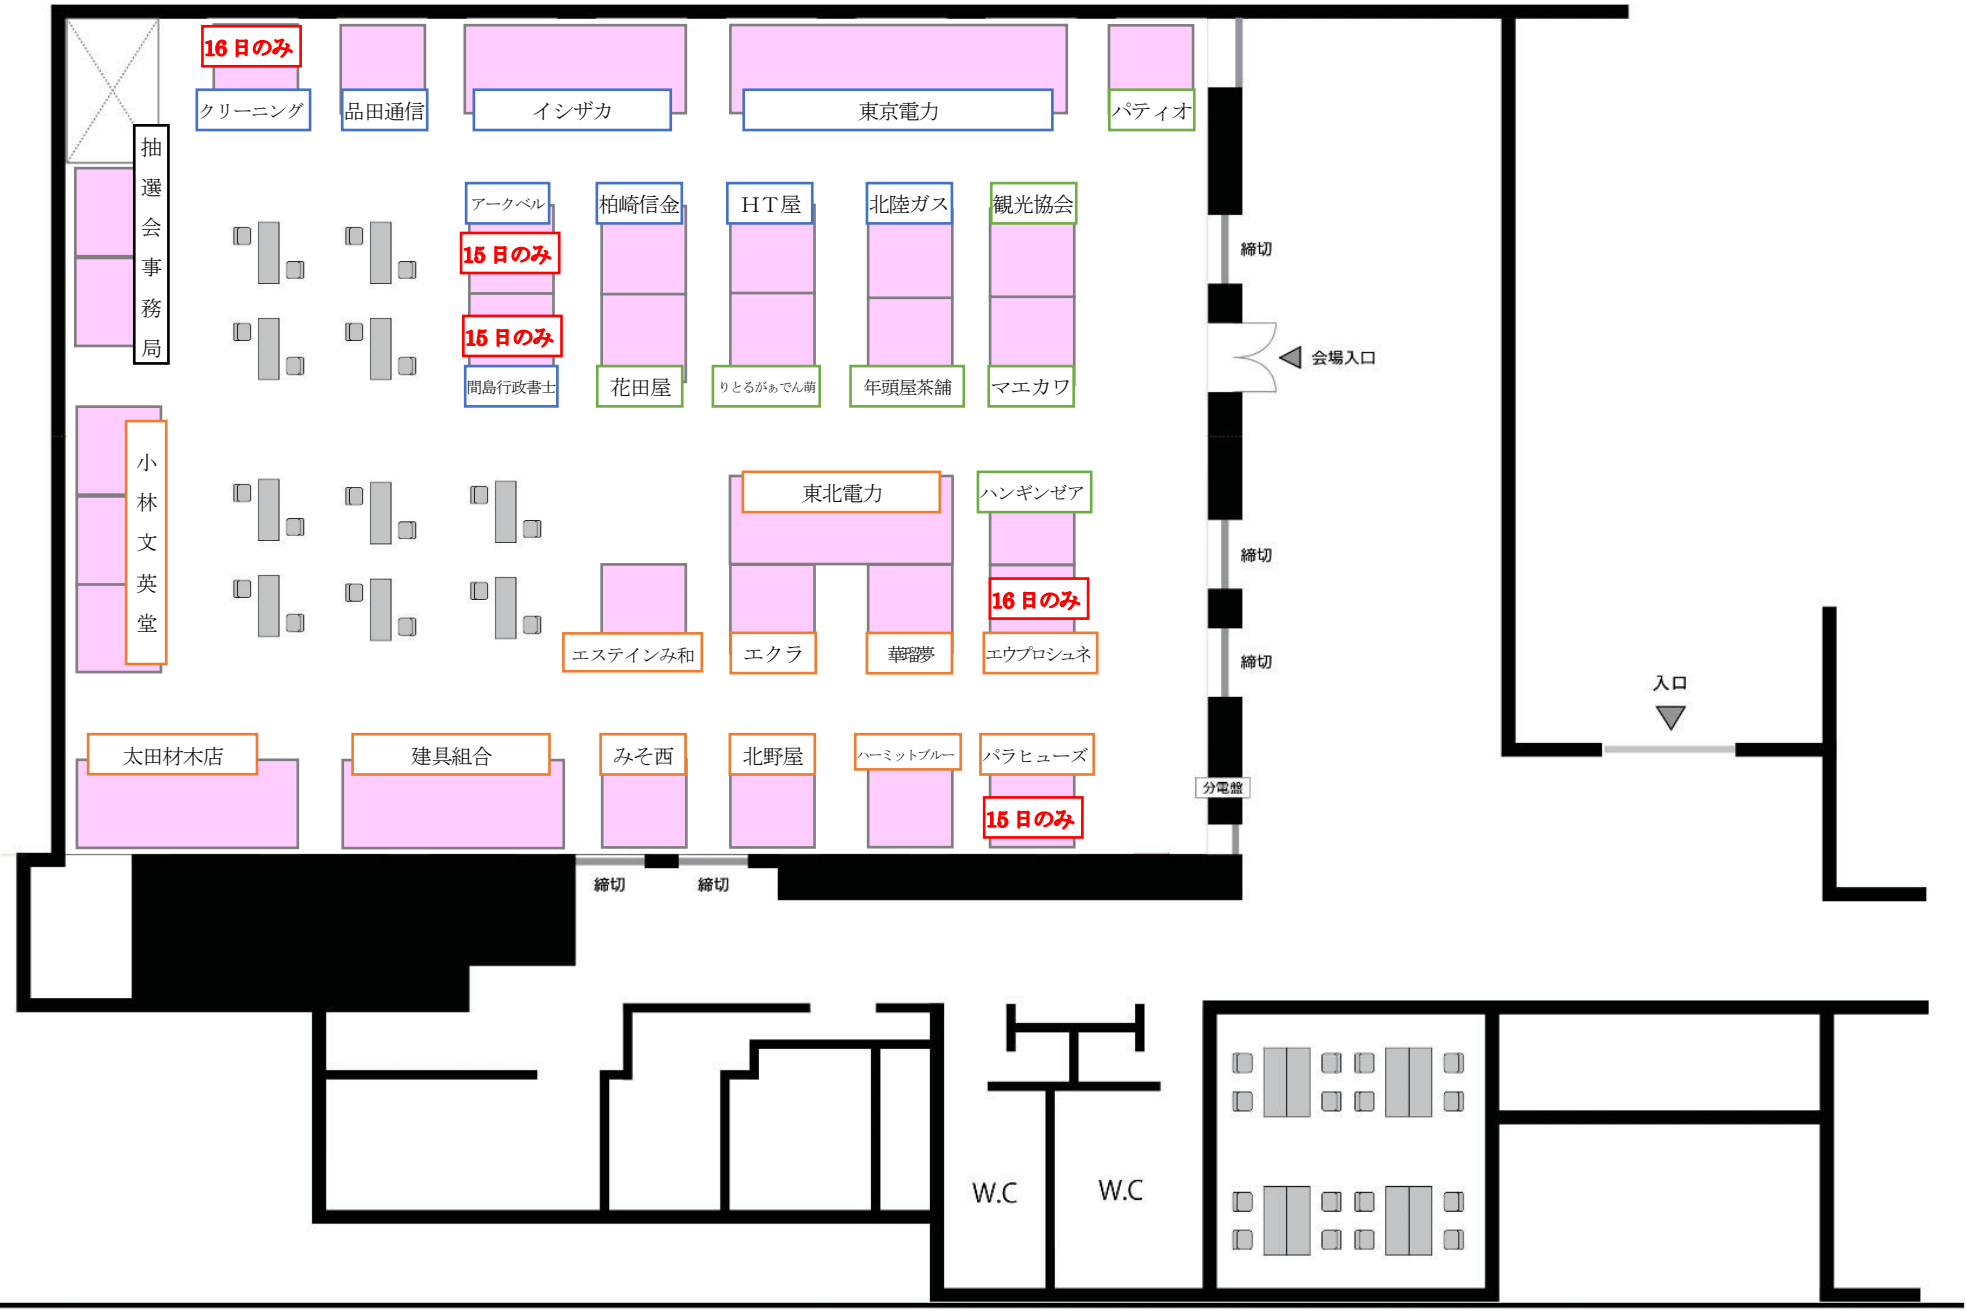 16日のみ
クリーニング
品田通信
イシザカ
東京電力
パティオ
抽選会事務局
アークベル
15日のみ
柏崎信金
HT屋
北陸ガス
観光協会
締切
15日のみ
間島行政書士
花田屋
りとるがぁでん萌
年頭屋茶舗
マエカワ
会場入口
小林文英堂
東北電力
ハンギンゼア
締切
16日のみ
エステインみ和
エクラ
華瑠夢
エウプロシュネ
締切
入口
太田材木店
建具組合
みそ西
北野屋
ハーミットブルー
パラヒューズ
15日のみ
分電盤
締切
締切
W.C
W.C